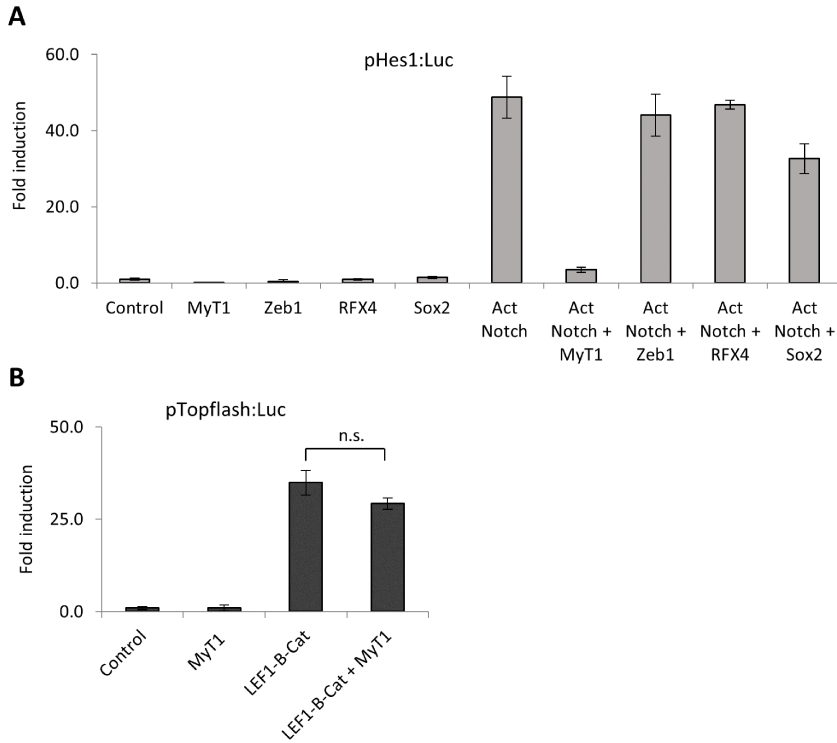 A
pHes1:Luc
Fold induction
60.0
40.0
20.0
0.0
Control
MyT1
Zeb1
RFX4
Sox2
Act
Notch
Act
Notch +
MyT1
Act
Notch +
Zeb1
Act
Notch +
RFX4
Act
Notch +
Sox2
B
pTopflash:Luc
Fold induction
50.0
25.0
0.0
n.s.
Control
MyT1
LEF1-B-Cat
LEF1-B-Cat + MyT1